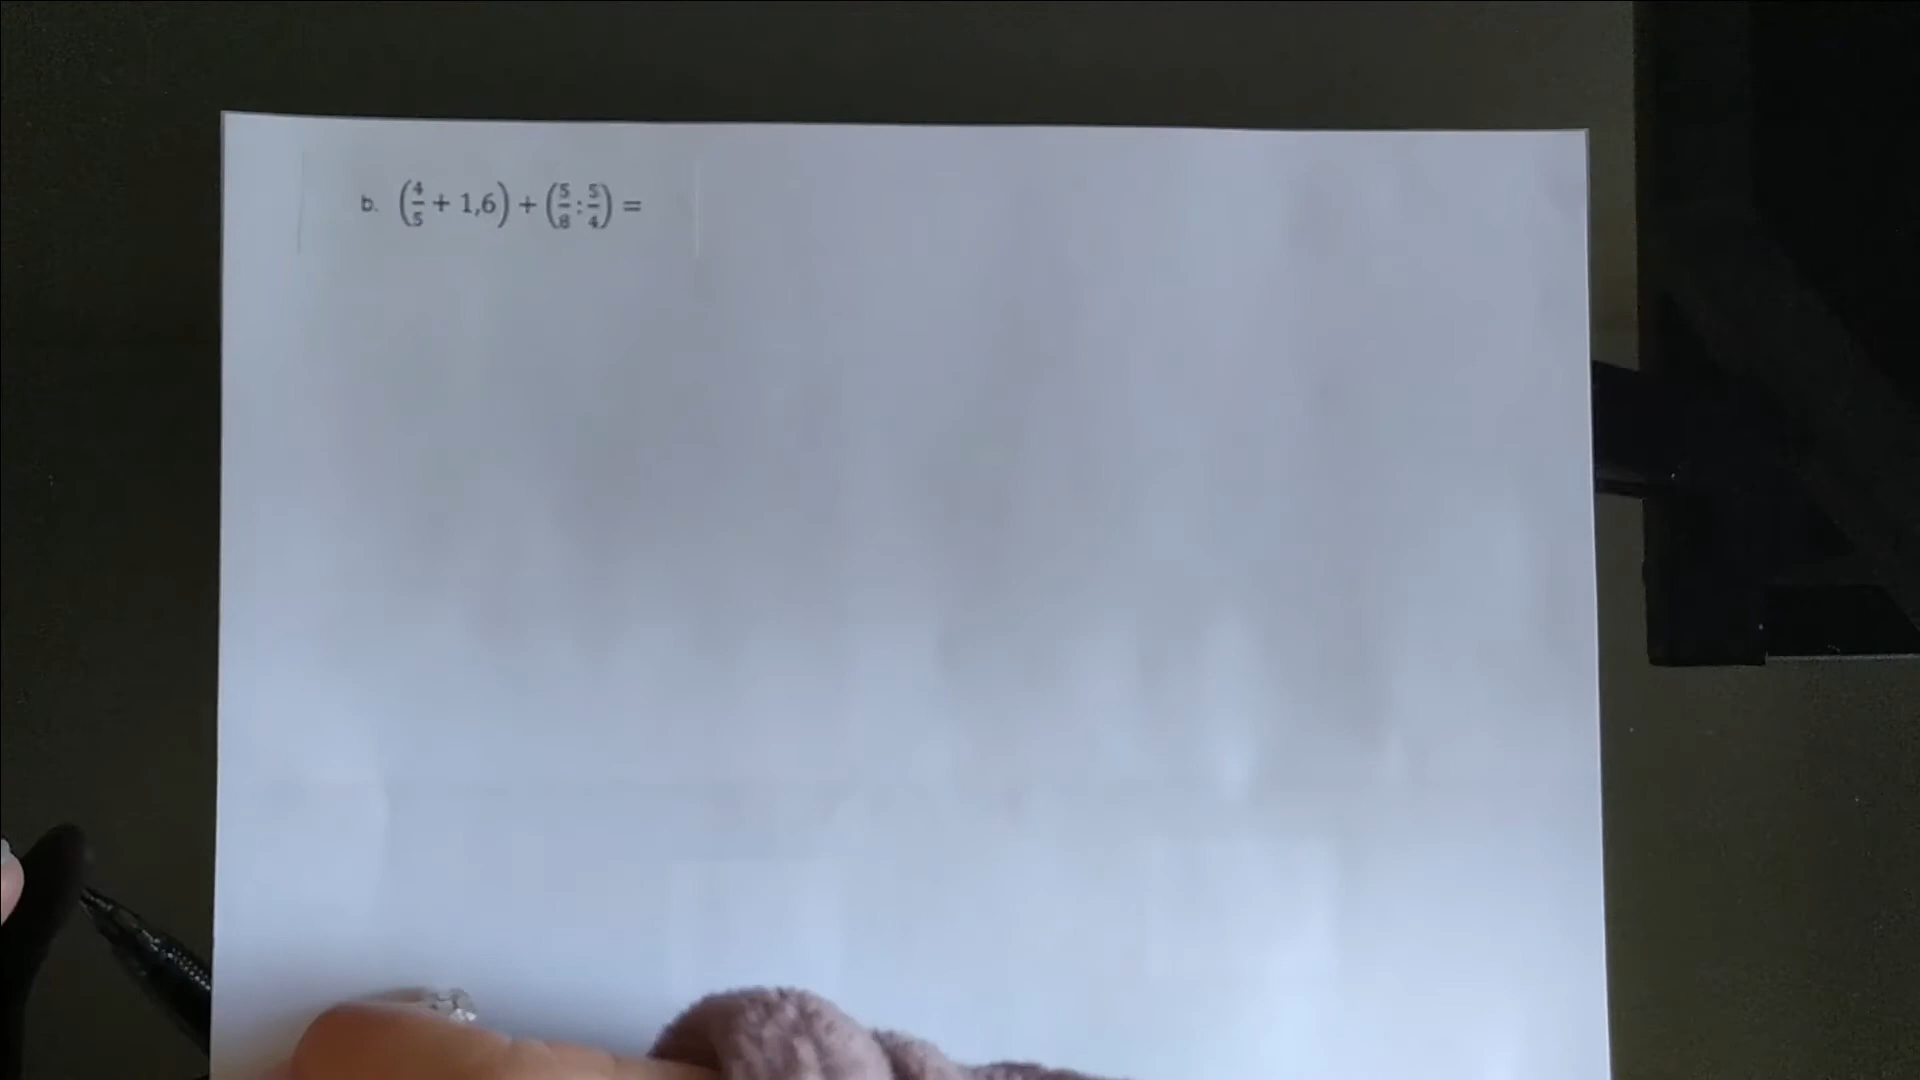 b. (4/5 + 1,6) + (5/8 : 5/4) =